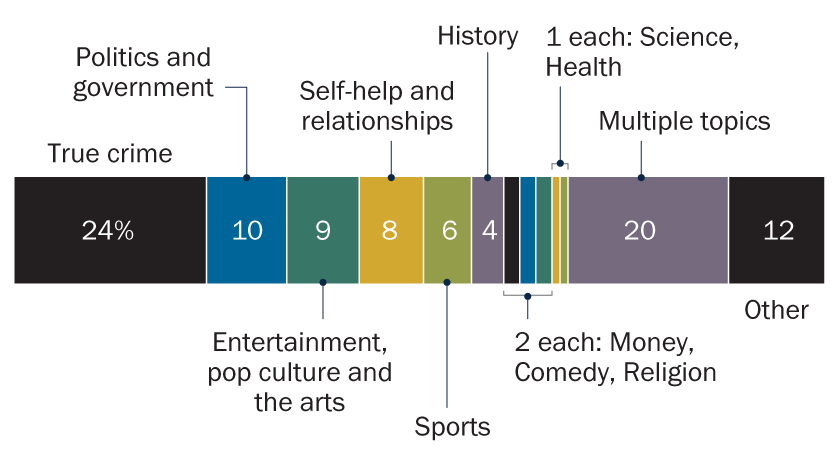 History
1 each: Science,
Health
Politics and
government
Self-help and
relationships
Multiple topics
True crime
24%
10
9
8
6
4
20
12
Other
Entertainment,
pop culture and
the arts
2 each: Money,
Comedy, Religion
Sports